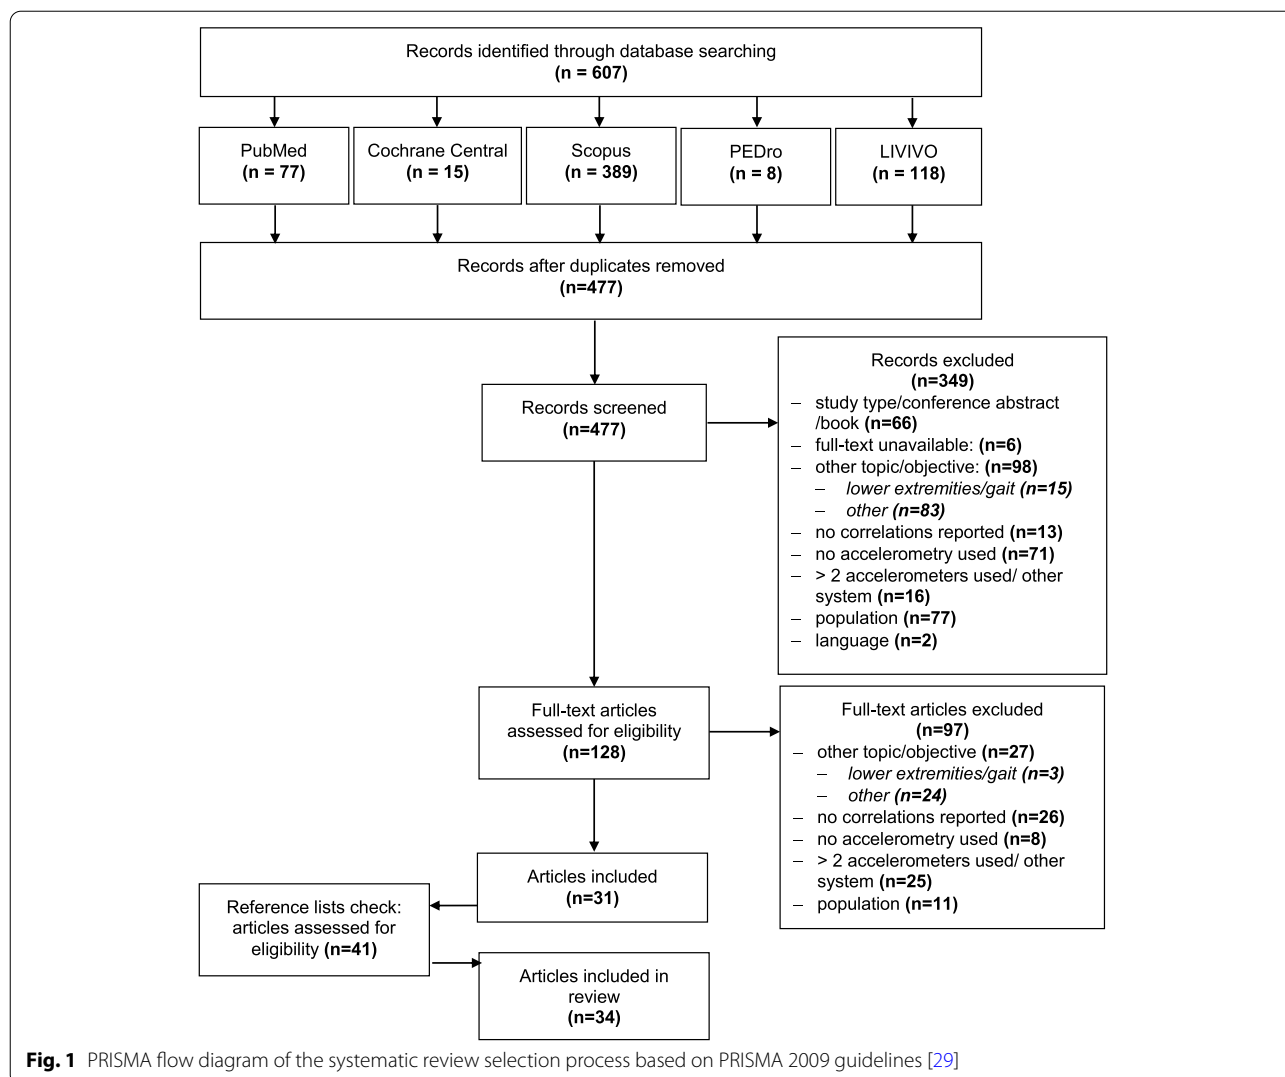 Records identified through database searching
(n = 607)
PubMed
(n = 77)
Cochrane Central
(n = 15)
Scopus
(n = 389)
PEDro
(n = 8)
LIVIVO
(n = 118)
Records after duplicates removed
(n=477)
Records screened
(n=477)
Records excluded
(n=349)
– study type/conference abstract
/book (n=66)
– full-text unavailable: (n=6)
– other topic/objective: (n=98)
– lower extremities/gait (n=15)
– other (n=83)
– no correlations reported (n=13)
– no accelerometry used (n=71)
– > 2 accelerometers used/ other
system (n=16)
– population (n=77)
– language (n=2)
Full-text articles
assessed for eligibility
(n=128)
Full-text articles excluded
(n=97)
– other topic/objective (n=27)
– lower extremities/gait (n=3)
– other (n=24)
– no correlations reported (n=26)
– no accelerometry used (n=8)
– > 2 accelerometers used/ other
system (n=25)
– population (n=11)
Articles included
(n=31)
Reference lists check:
articles assessed for
eligibility (n=41)
Articles included in
review
(n=34)
Fig. 1 PRISMA flow diagram of the systematic review selection process based on PRISMA 2009 guidelines [29]